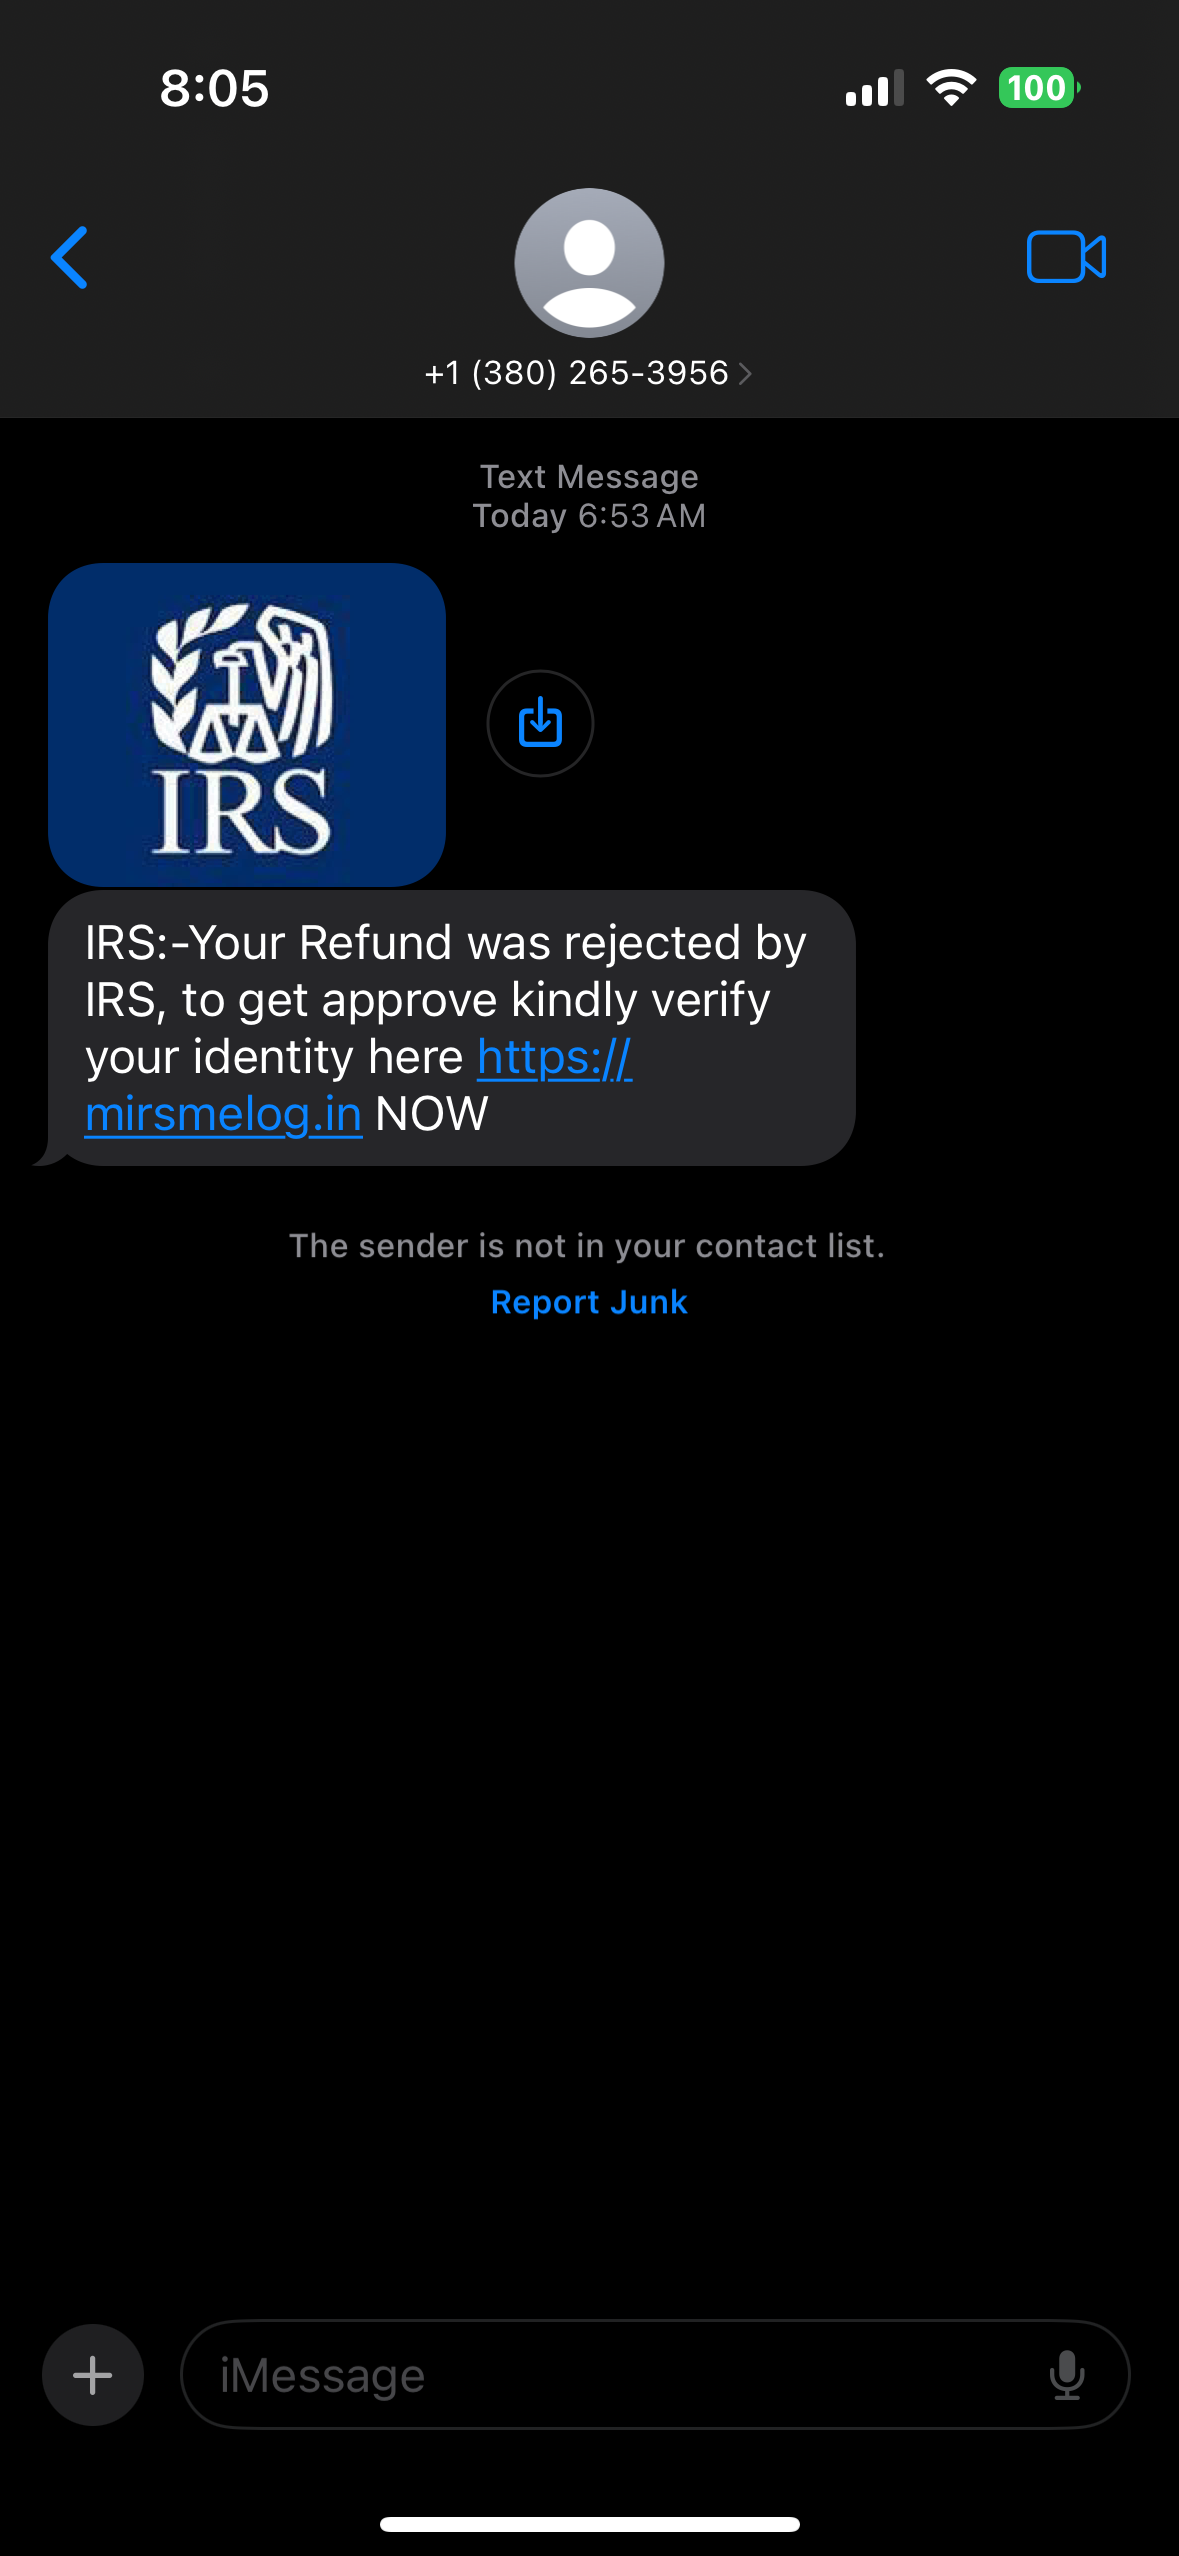 8:05
100
+1 (380) 265-3956
Text Message
Today 6:53 AM
IRS
IRS:-Your Refund was rejected by
IRS, to get approve kindly verify
your identity here https://
mirsmelog.in NOW
The sender is not in your contact list.
Report Junk
iMessage